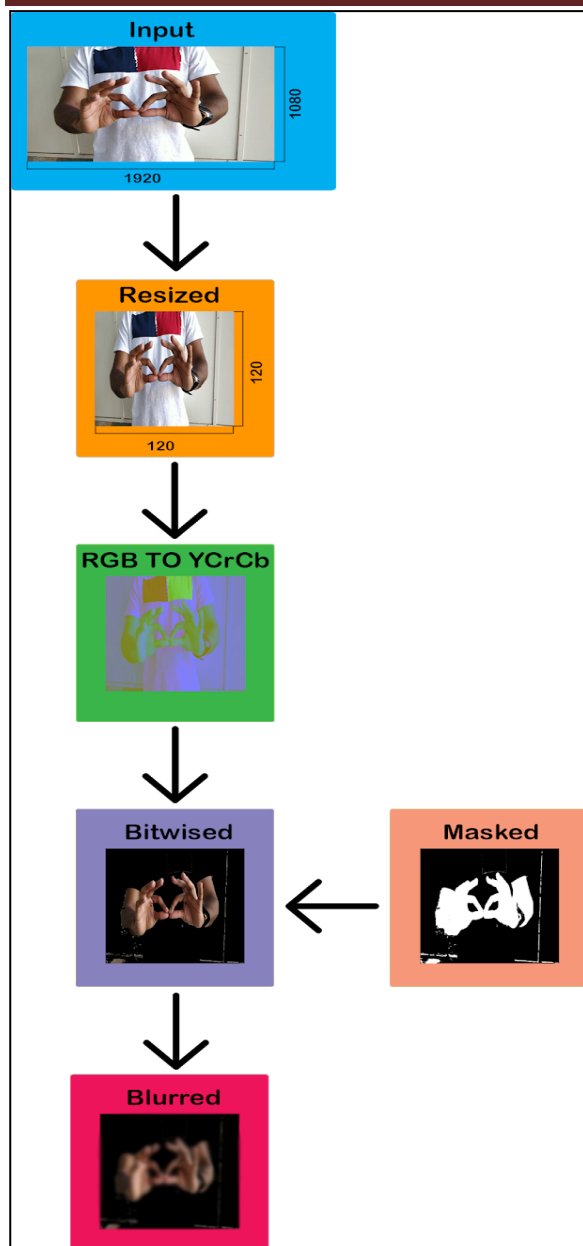 Input
1080
1920
Resized
120
120
RGB TO YCrCb
Bitwised
Masked
Blurred